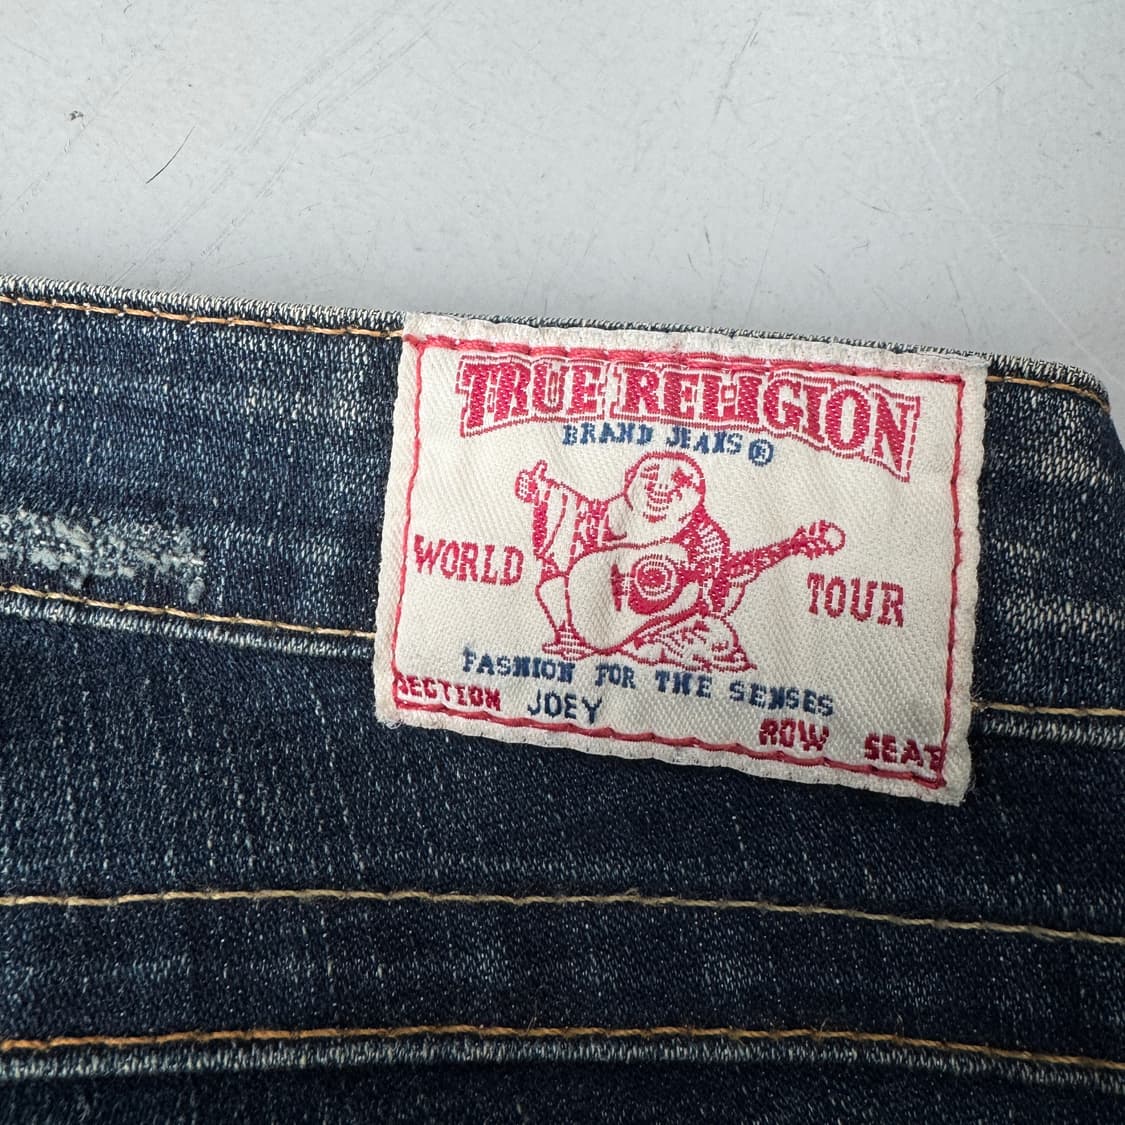 TRUE RELIGION
BRAND JEANS®
WORLD TOUR
FASHION FOR THE SENSES
SECTION JOEY ROW SEAT